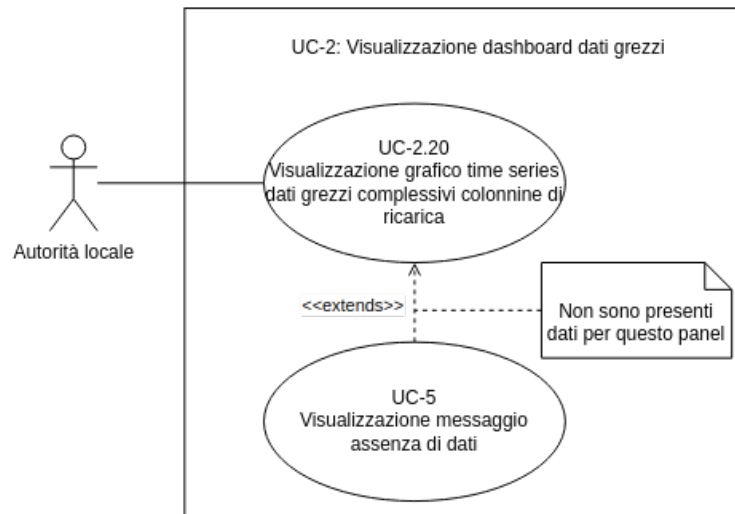 UC-2: Visualizzazione dashboard dati grezzi
UC-2.20
Visualizzazione grafico time series
dati grezzi complessivi colonnine di
ricarica
Autorità locale
<<extends>>
Non sono presenti
dati per questo panel
UC-5
Visualizzazione messaggio
assenza di dati